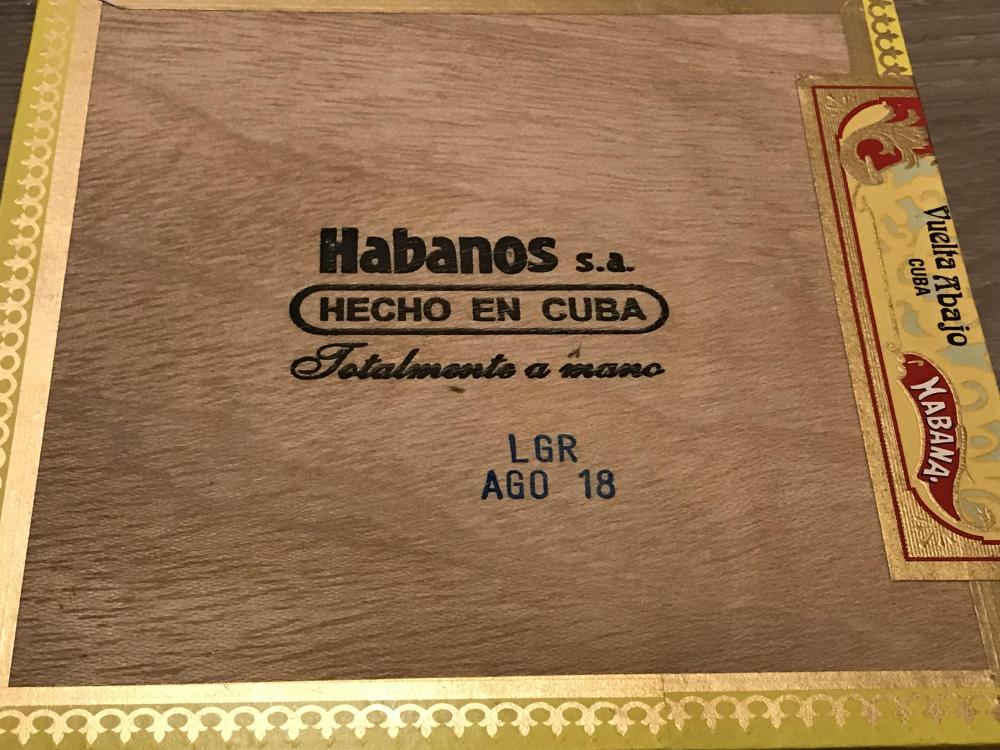 Habanos s.a.
HECHO EN CUBA
Totalmente a mano
LGR
AGO 18
Vuelta Abajo
CUBA
HABANA.